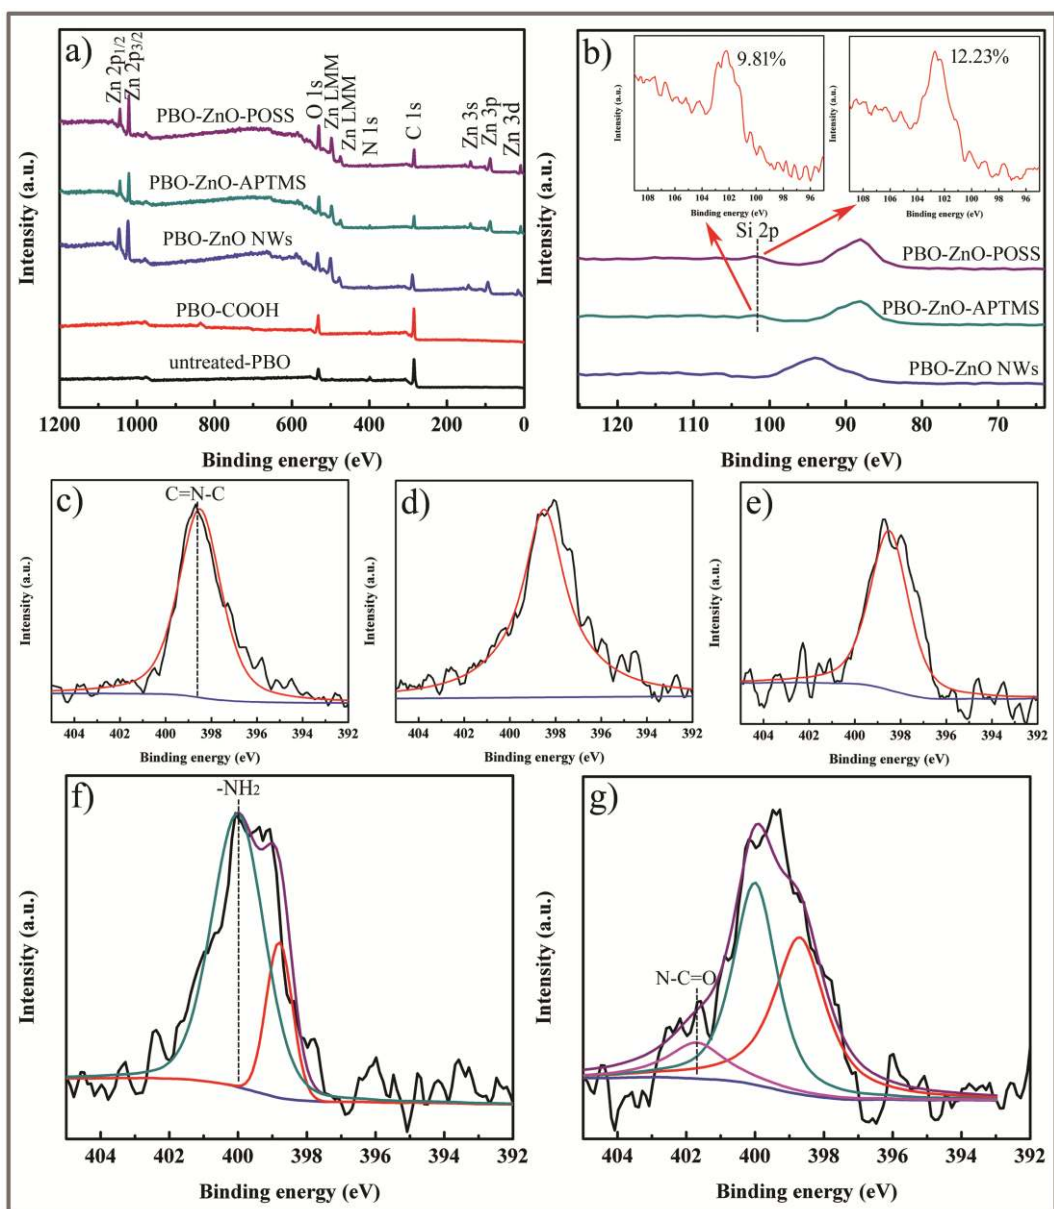 a)
Zn 2p1/2
Zn 2p3/2
O 1s
Zn LMM
Zn LMM
N 1s
C 1s
Zn 3s
Zn 3p
Zn 3d
PBO-ZnO-POSS
PBO-ZnO-APTMS
PBO-ZnO NWs
PBO-COOH
untreated-PBO
Intensity (a.u.)
1200 1000 800 600 400 200 0
Binding energy (eV)
b)
9.81%
Intensity (a.u.)
108 106 104 102 100 98 96
Binding energy (eV)
12.23%
Intensity (a.u.)
108 106 104 102 100 98 96
Binding energy (eV)
Si 2p
PBO-ZnO-POSS
PBO-ZnO-APTMS
PBO-ZnO NWs
Intensity (a.u.)
120 110 100 90 80 70
Binding energy (eV)
c)
C=N-C
Intensity (a.u.)
404 402 400 398 396 394 392
Binding energy (eV)
d)
Intensity (a.u.)
404 402 400 398 396 394 392
Binding energy (eV)
e)
Intensity (a.u.)
404 402 400 398 396 394 392
Binding energy (eV)
f)
-NH2
Intensity (a.u.)
404 402 400 398 396 394 392
Binding energy (eV)
g)
N-C=O
Intensity (a.u.)
404 402 400 398 396 394 392
Binding energy (eV)